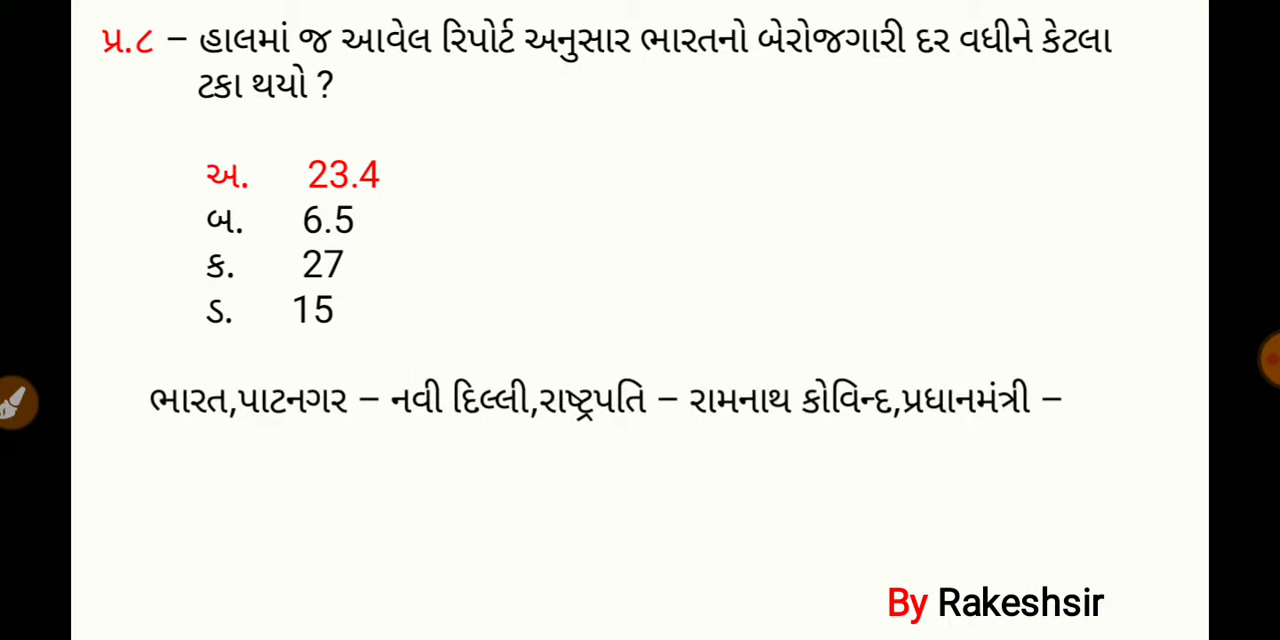 પ્ર.૮ – હાલમાં જ આવેલ રિપોર્ટ અનુસાર ભારતનો બેરોજગારી દર વધીને કેટલા
ટકા થયો ?
અ. 23.4
બ. 6.5
ક. 27
ડ. 15
ભારત,પાટનગર – નવી દિલ્લી,રાષ્ટ્રપતિ – રામનાથ કોવિન્દ,પ્રધાનમંત્રી –
By Rakeshsir